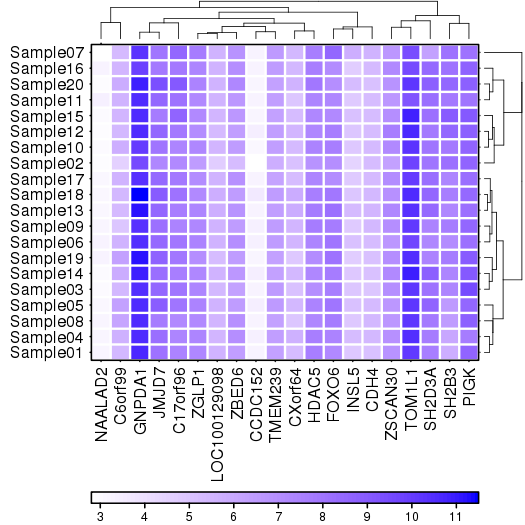 Sample07
Sample16
Sample20
Sample11
Sample15
Sample12
Sample10
Sample02
Sample17
Sample18
Sample13
Sample09
Sample06
Sample19
Sample14
Sample03
Sample05
Sample08
Sample04
Sample01
NAALAD2
C6orf99
GNPDA1
JMJD7
C17orf96
ZGLP1
LOC100129098
ZBED6
CCDC152
TMEM239
CXorf64
HDAC5
FOXO6
INSL5
CDH4
ZSCAN30
TOM1L1
SH2D3A
SH2B3
PIGK
3 4 5 6 7 8 9 10 11